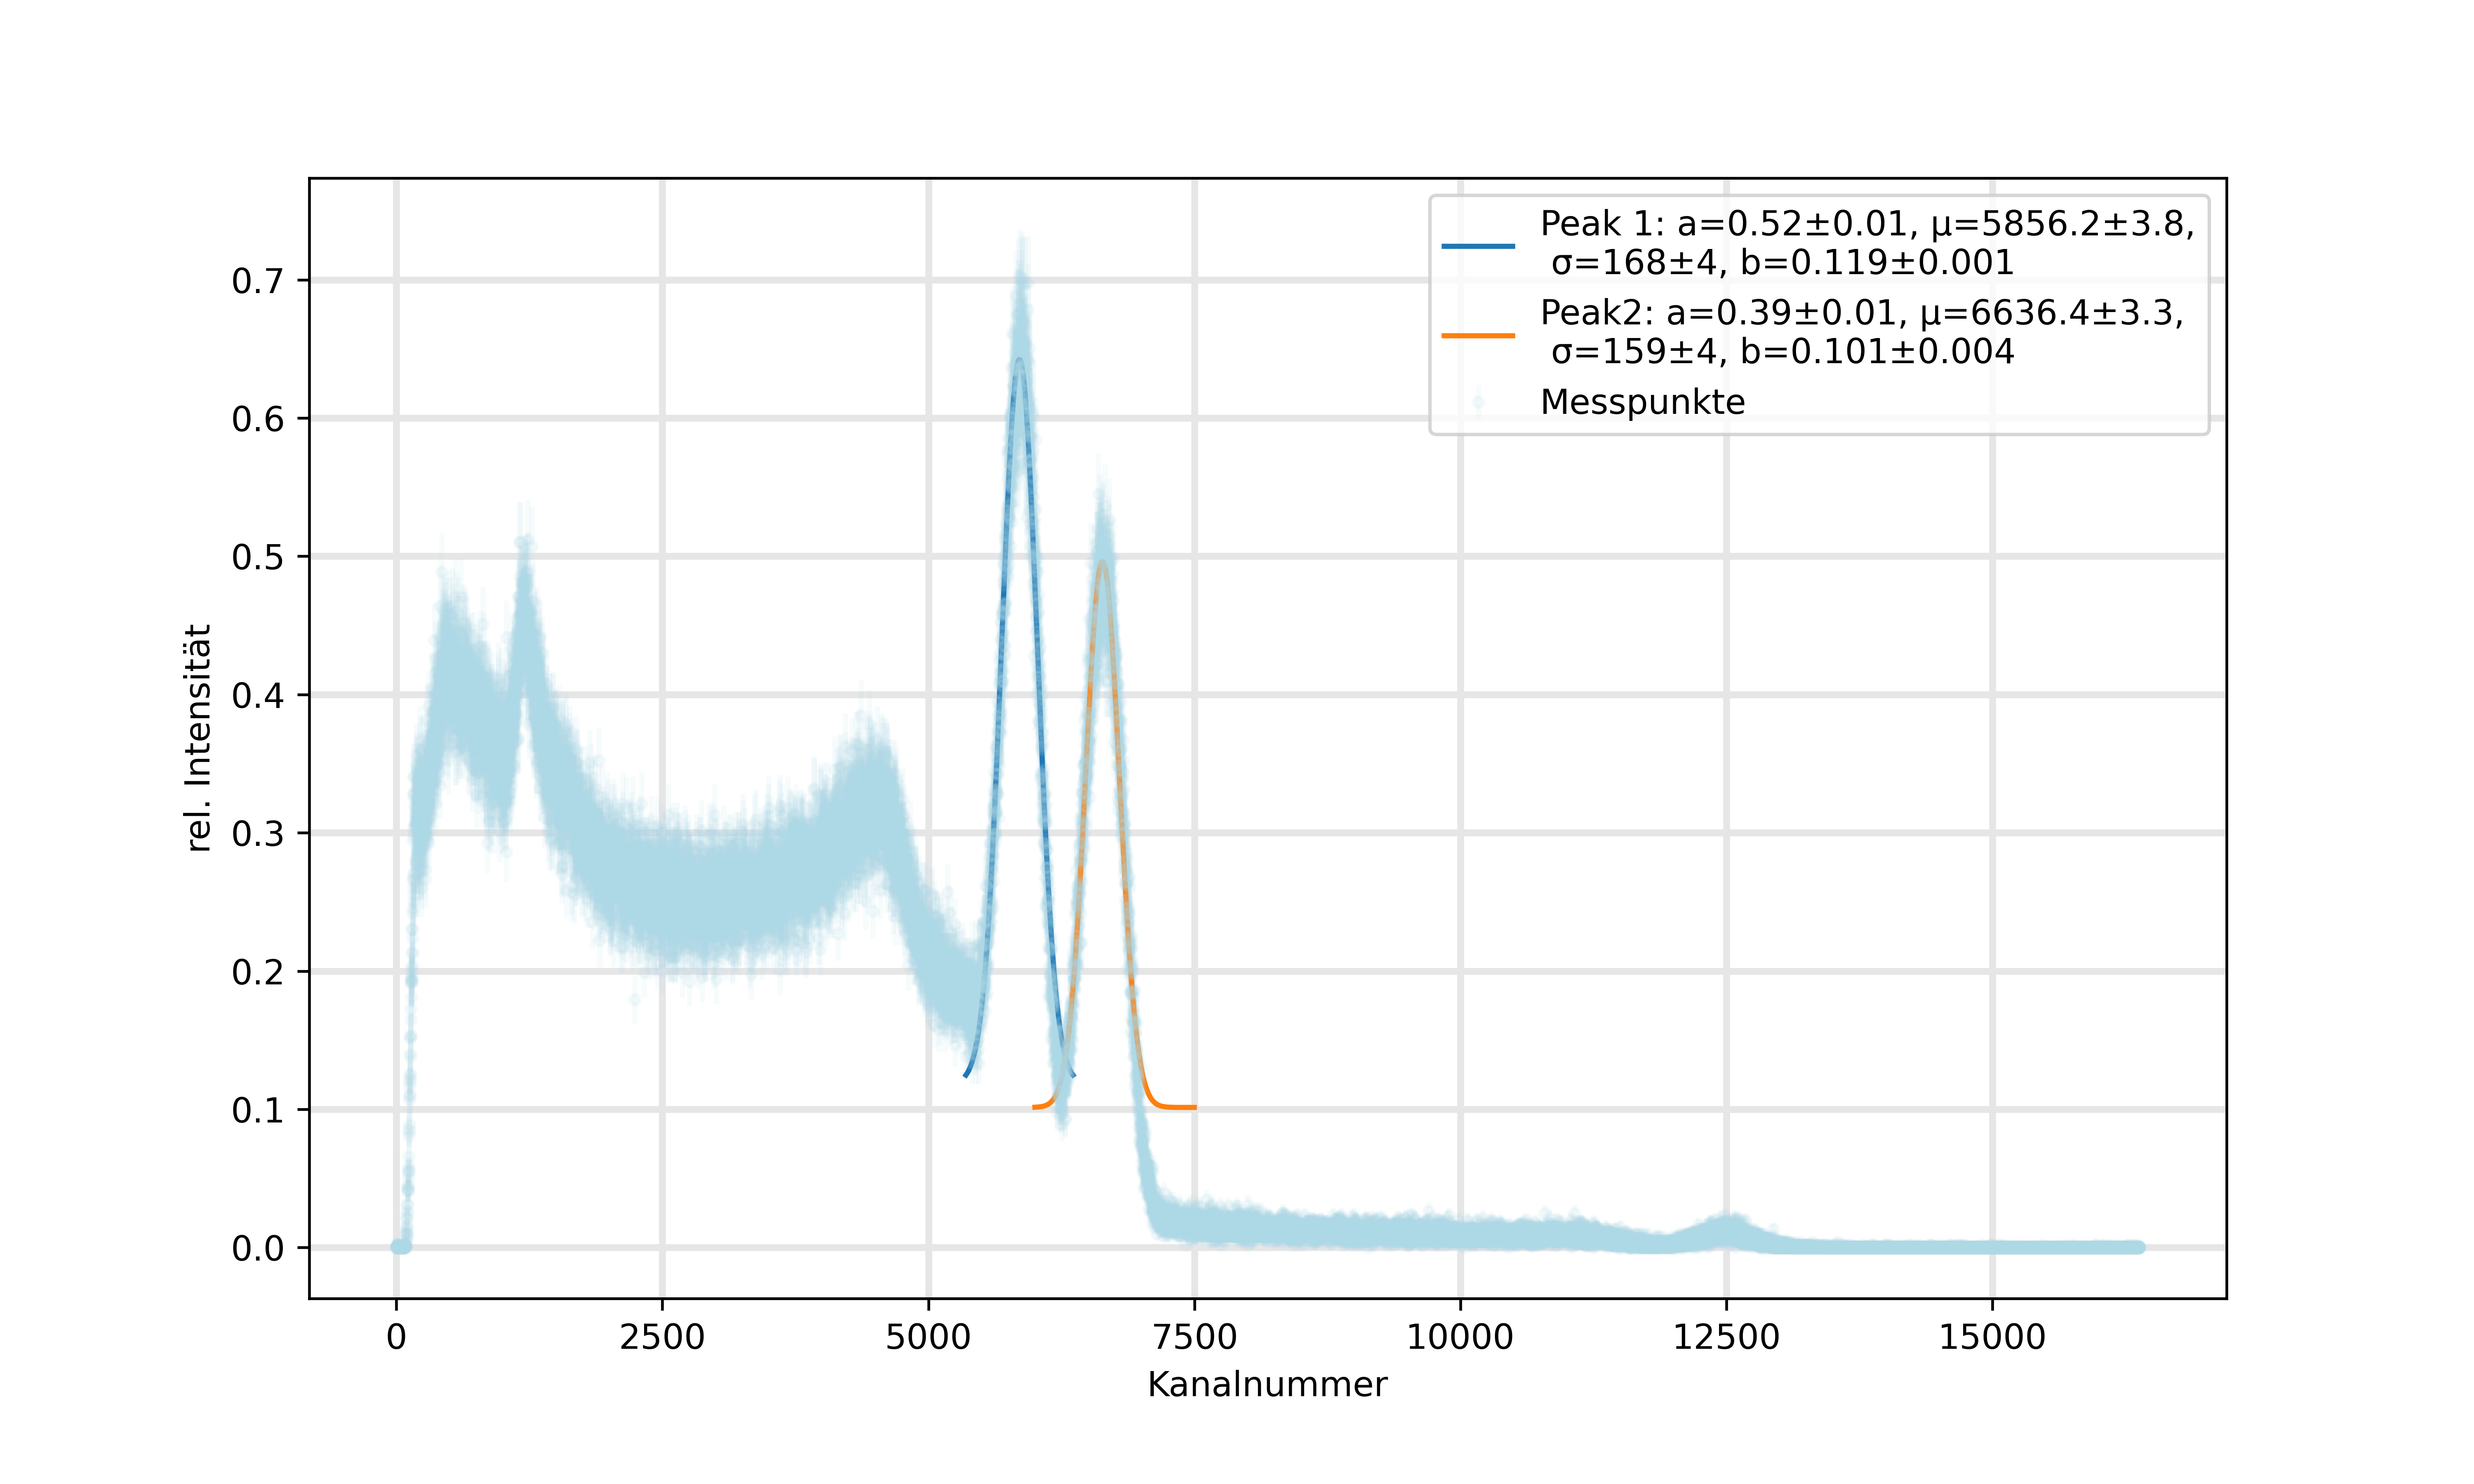 Peak 1: a=0.52±0.01, μ=5856.2±3.8,
σ=168±4, b=0.119±0.001
Peak2: a=0.39±0.01, μ=6636.4±3.3,
σ=159±4, b=0.101±0.004
Messpunkte
rel. Intensität
0.7
0.6
0.5
0.4
0.3
0.2
0.1
0.0
0 2500 5000 7500 10000 12500 15000
Kanalnummer